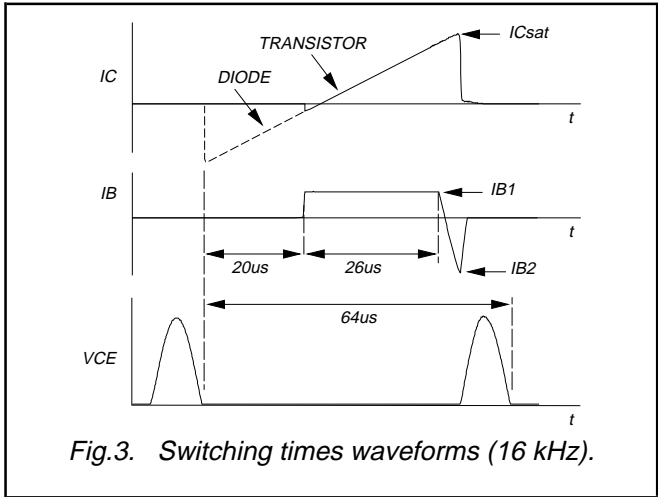 ICsat
TRANSISTOR
IC
DIODE
t
IB
IB1
t
20us
26us
IB2
64us
VCE
t
Fig.3. Switching times waveforms (16 kHz).